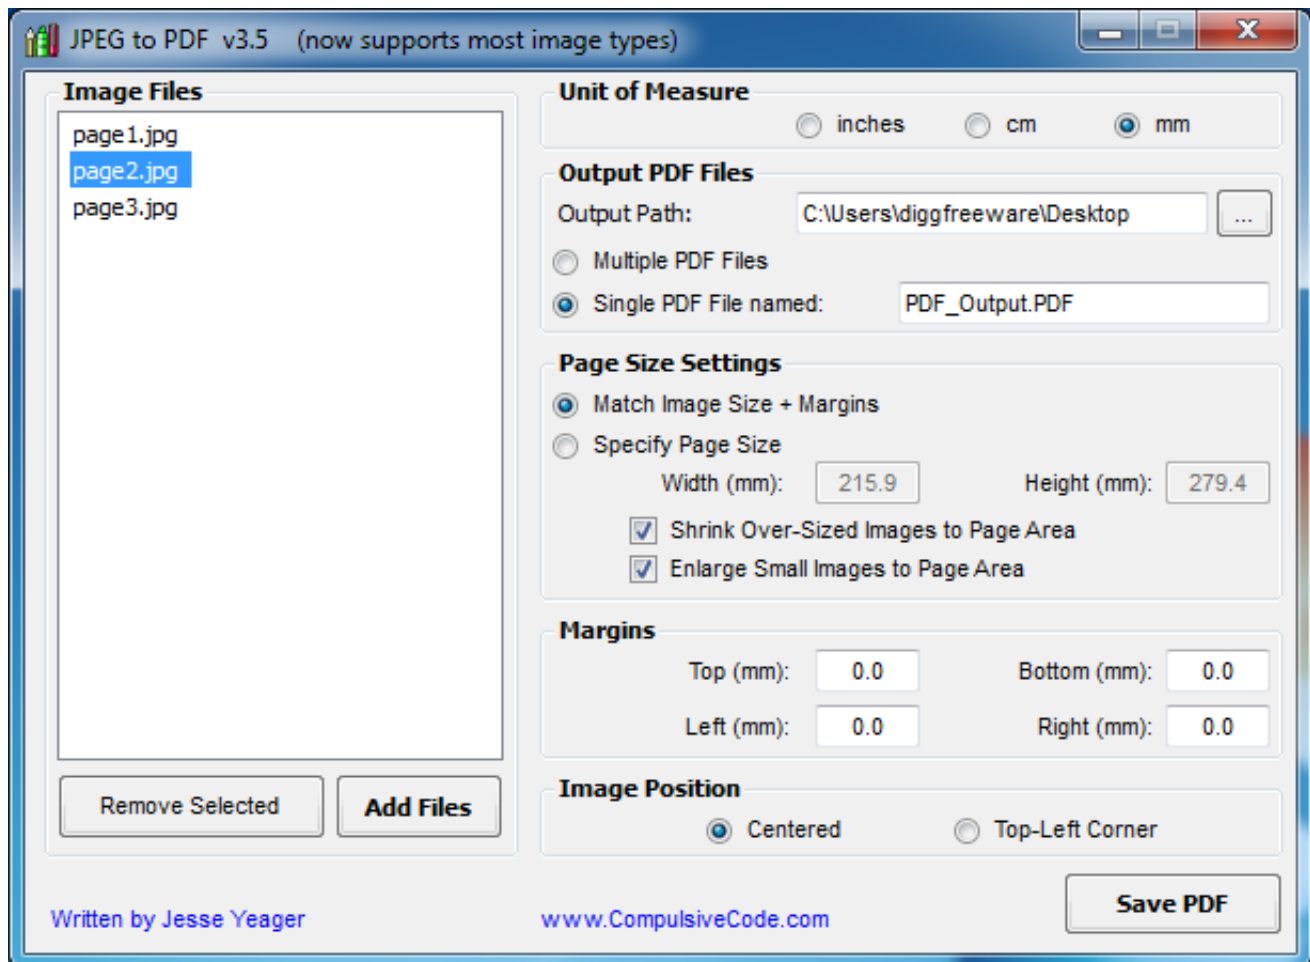 JPEG to PDF v3.5 (now supports most image types)
Image Files
page1.jpg
page2.jpg
page3.jpg
Remove Selected
Add Files
Unit of Measure
inches cm mm
Output PDF Files
Output Path: C:\Users\diggfreeware\Desktop ...
Multiple PDF Files
Single PDF File named: PDF_Output.PDF
Page Size Settings
Match Image Size + Margins
Specify Page Size
Width (mm): 215.9 Height (mm): 279.4
Shrink Over-Sized Images to Page Area
Enlarge Small Images to Page Area
Margins
Top (mm): 0.0 Bottom (mm): 0.0
Left (mm): 0.0 Right (mm): 0.0
Image Position
Centered Top-Left Corner
Written by Jesse Yeager www.CompulsiveCode.com Save PDF